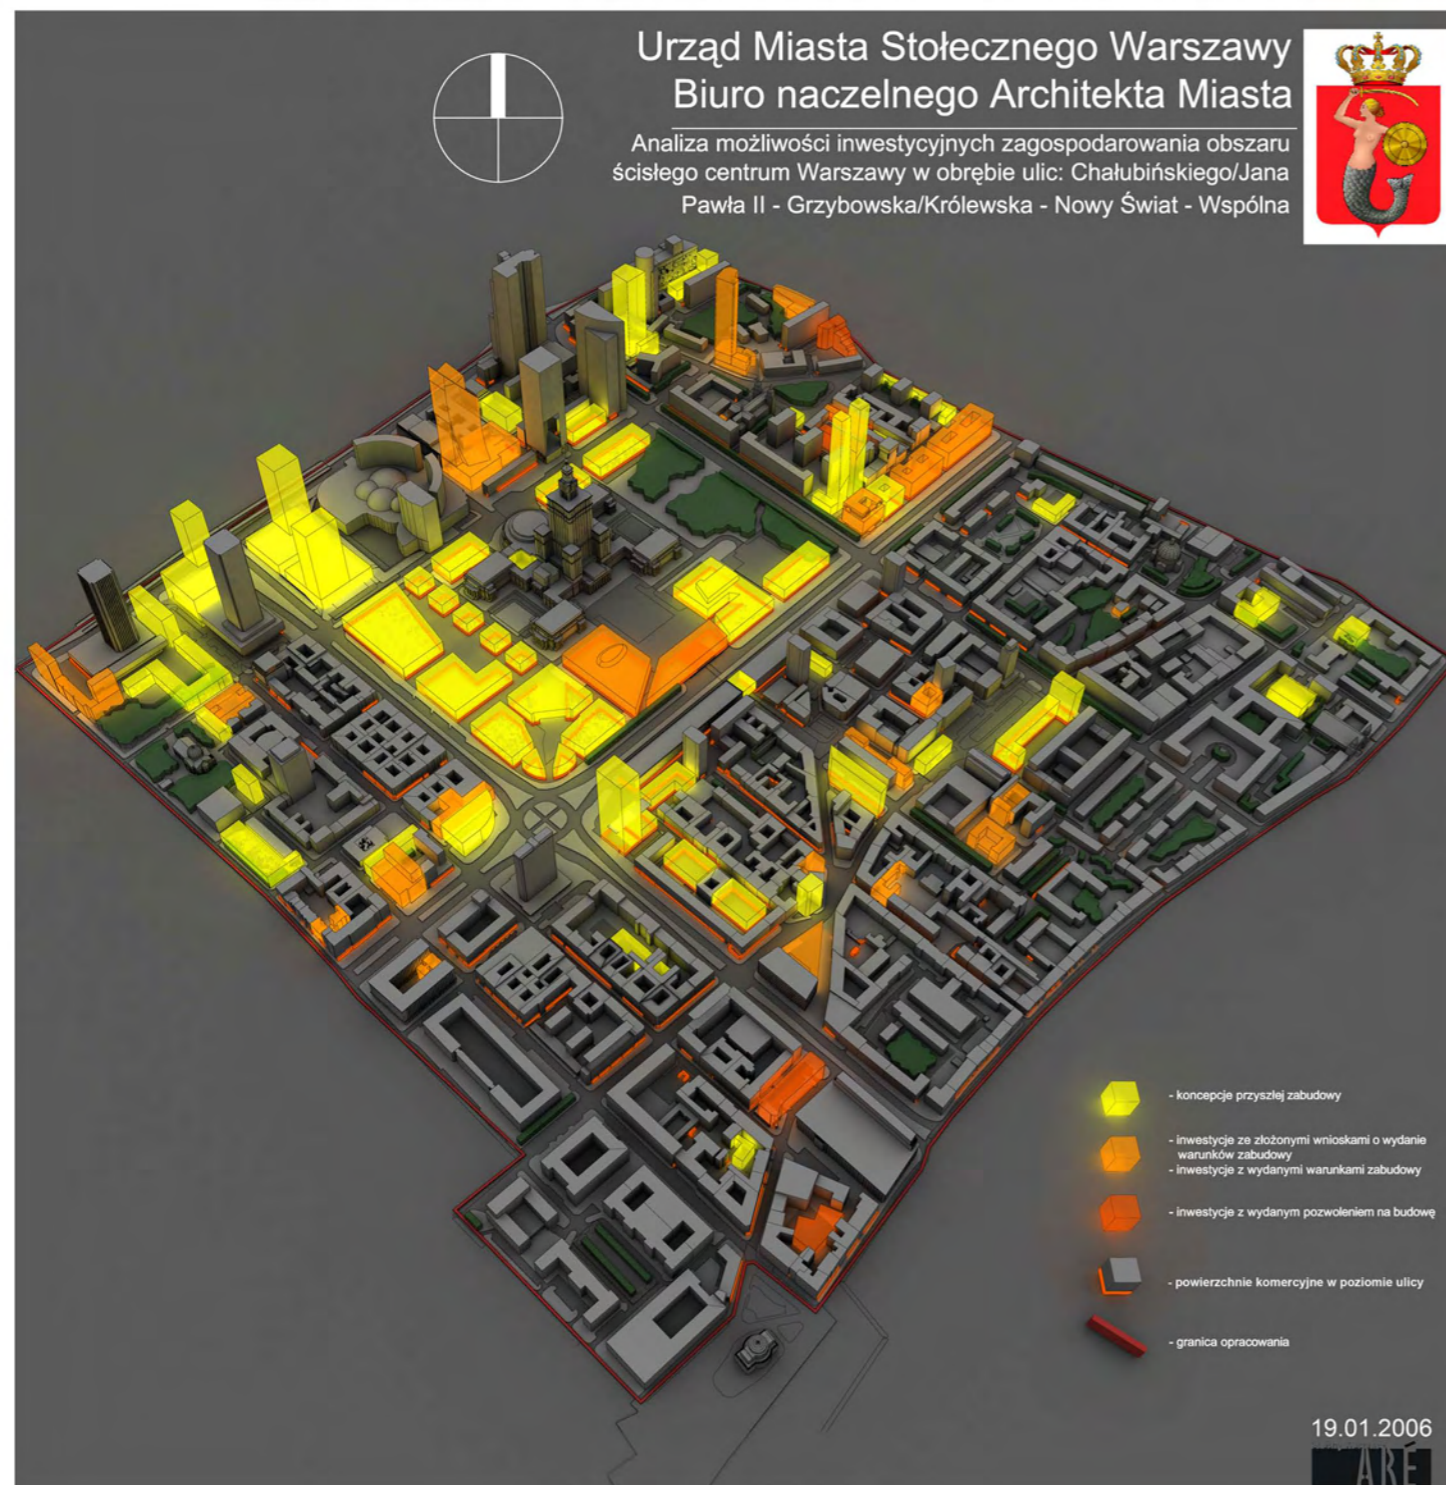 Urząd Miasta Stołecznego Warszawy
Biuro naczelnego Architekta Miasta
Analiza możliwości inwestycyjnych zagospodarowania obszaru
ścisłego centrum Warszawy w obrębie ulic: Chałubińskiego/Jana
Pawła II - Grzybowska/Królewska - Nowy Świat - Wspólna
- koncepcje przyszłej zabudowy
- inwestycje ze złożonymi wnioskami o wydanie
warunków zabudowy
- inwestycje z wydanymi warunkami zabudowy
- inwestycje z wydanym pozwoleniem na budowę
- powierzchnie komercyjne w poziomie ulicy
- granica opracowania
19.01.2006
ARÉ